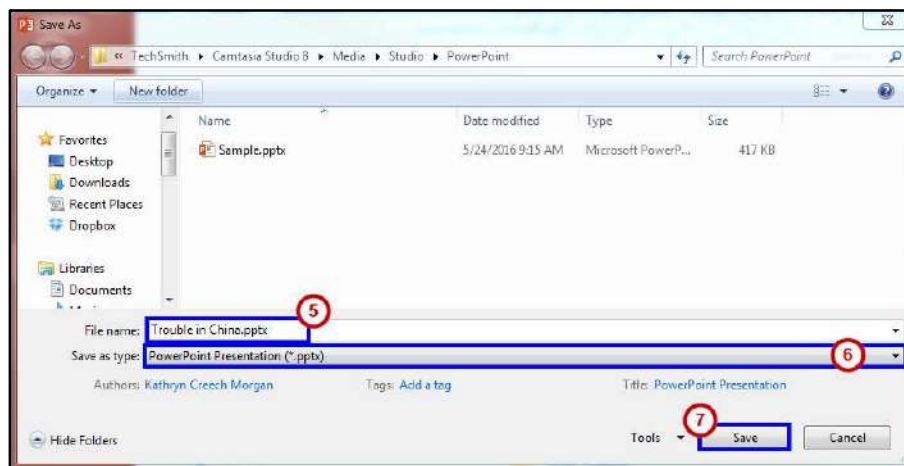 Save As
« TechSmith ▸ Camtasia Studio 8 ▸ Media ▸ Studio ▸ PowerPoint Search PowerPoint
Organize New folder
Name Date modified Type Size
Favorites
Sample.pptx 5/24/2016 9:15 AM Microsoft PowerP... 417 KB
Desktop
Downloads
Recent Places
Dropbox
Libraries
Documents
5
File name: Trouble in China.pptx
Save as type: PowerPoint Presentation (*.pptx) 6
Authors: Kathryn Creech Morgan Tags: Add a tag Title: PowerPoint Presentation
7
Hide Folders Tools Save Cancel